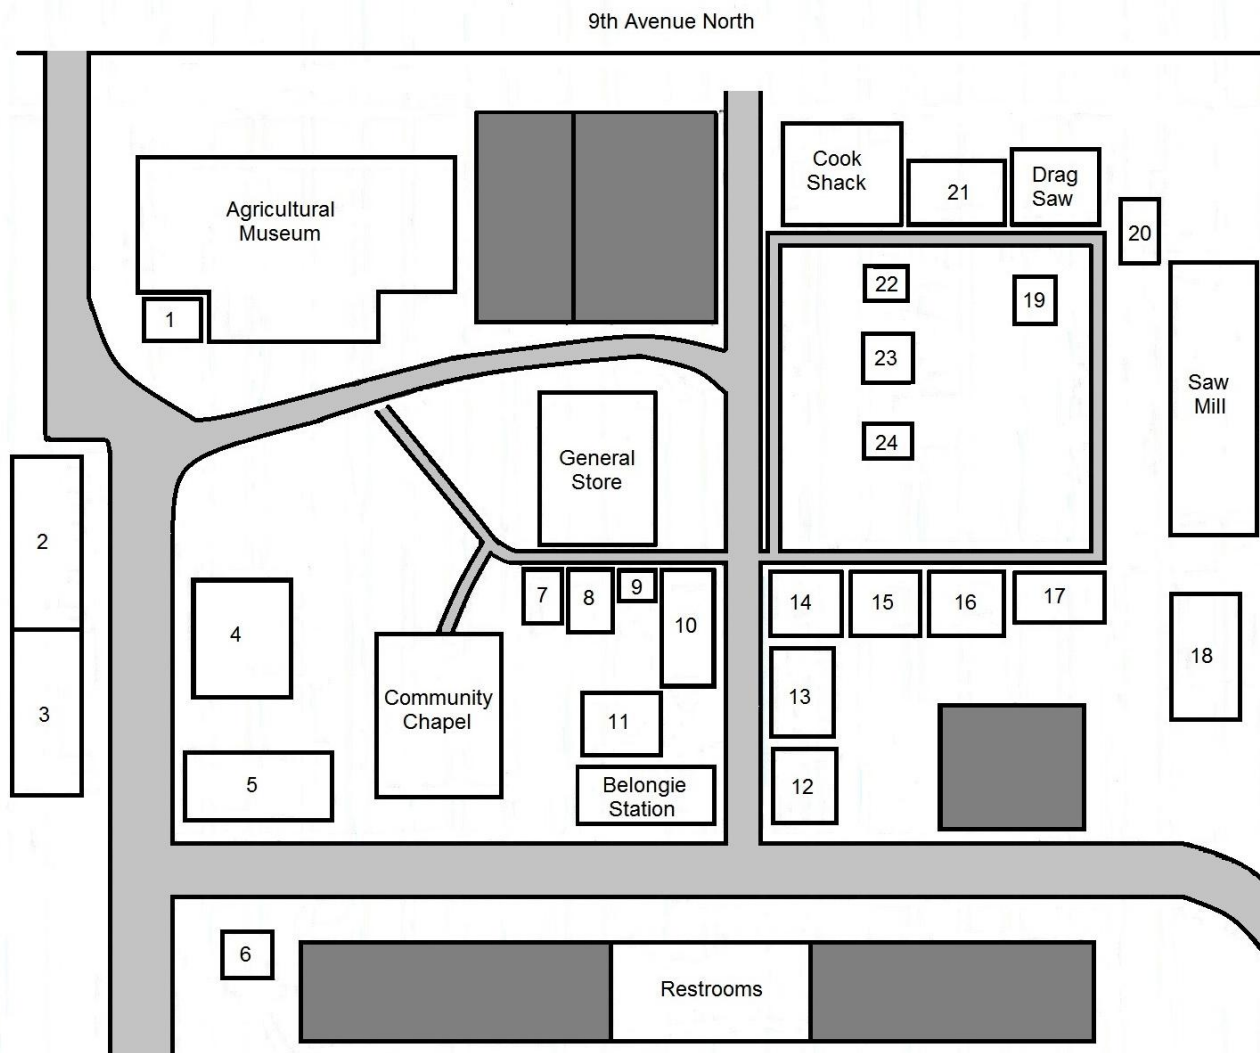 9th Avenue North
Cook
Shack
21
Drag
Saw
20
Agricultural
Museum
1
22
19
23
24
Saw
Mill
General
Store
2
3
4
5
7
8
9
10
14
15
16
17
18
Community
Chapel
11
13
12
Belongie
Station
6
Restrooms